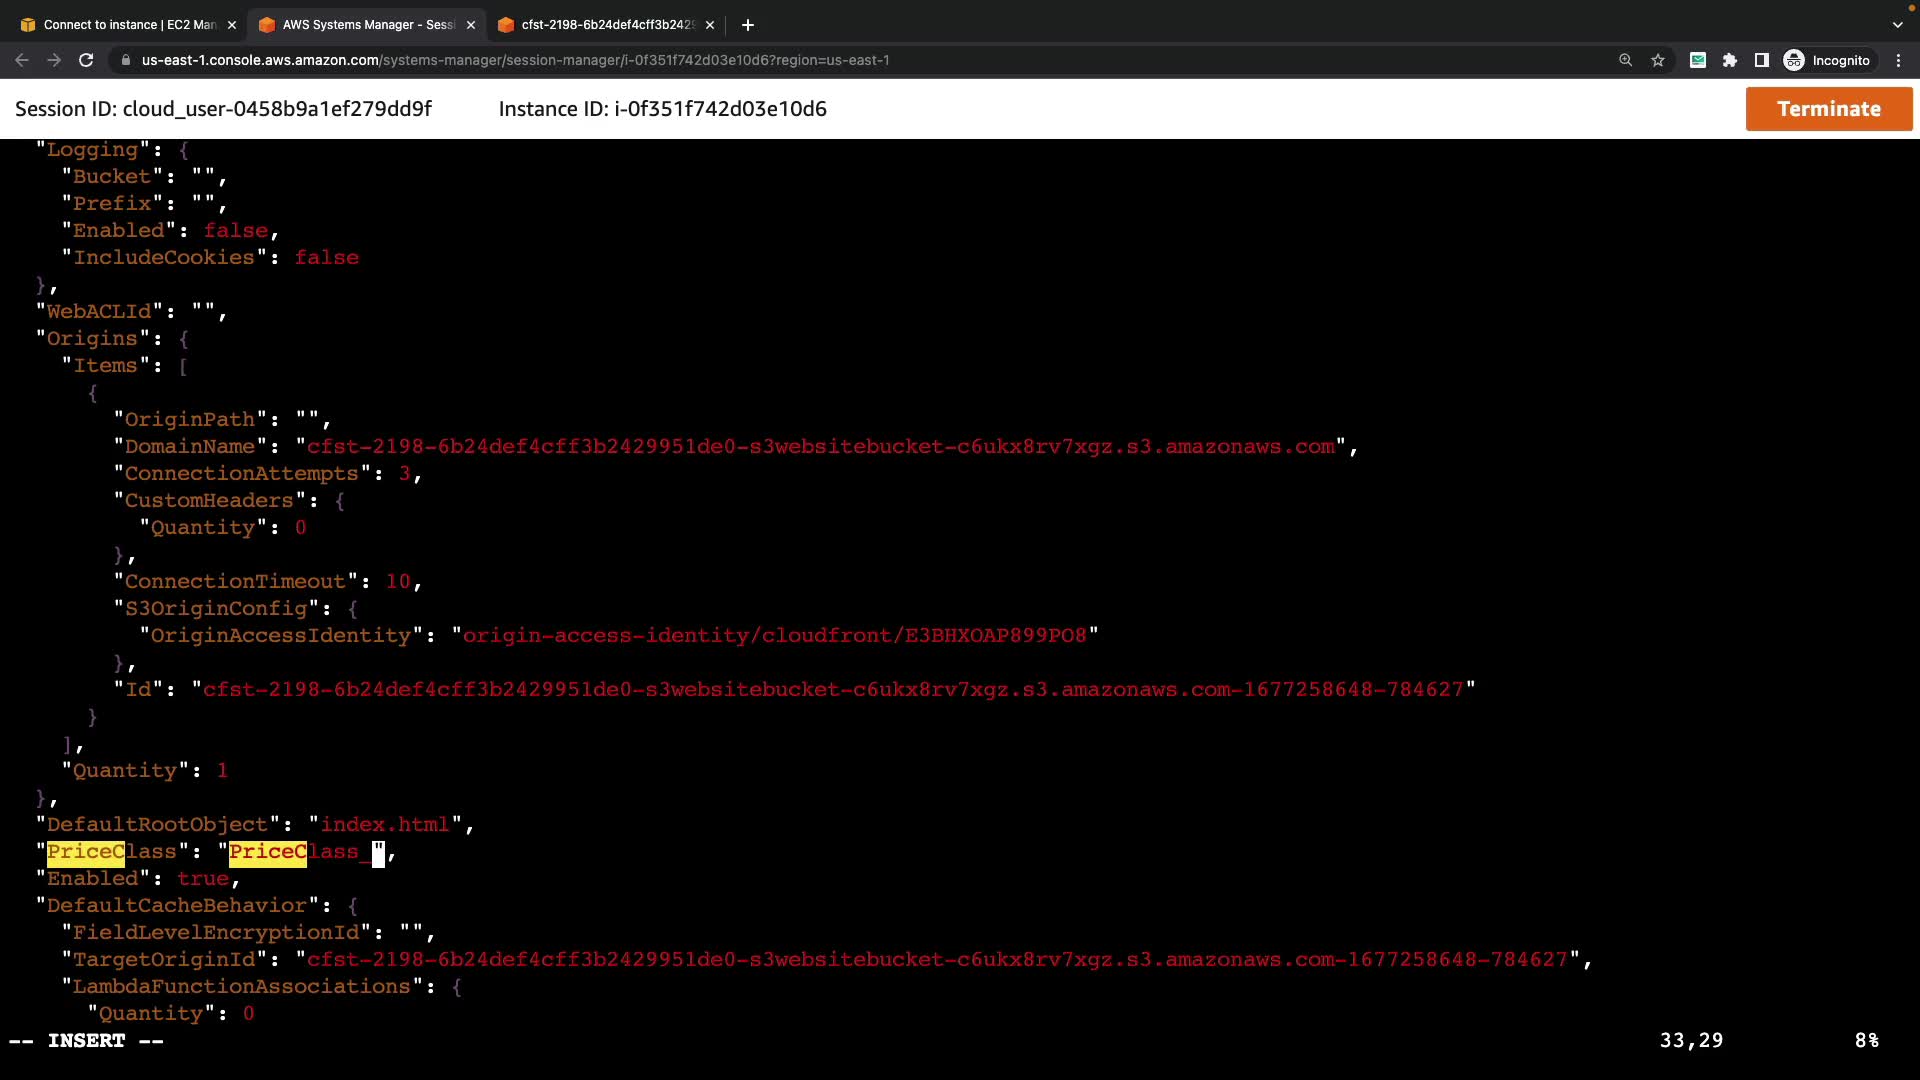 Connect to instance | EC2 Man
AWS Systems Manager - Sessi
cfst-2198-6b24def4cff3b2429
us-east-1.console.aws.amazon.com/systems-manager/session-manager/i-0f351f742d03e10d6?region=us-east-1
Incognito
Session ID: cloud_user-0458b9a1ef279dd9f
Instance ID: i-0f351f742d03e10d6
Terminate
"Logging": {
"Bucket": "",
"Prefix": "",
"Enabled": false,
"IncludeCookies": false
},
"WebACLId": "",
"Origins": {
"Items": [
{
"OriginPath": "",
"DomainName": "cfst-2198-6b24def4cff3b2429951de0-s3websitebucket-c6ukx8rv7xgz.s3.amazonaws.com",
"ConnectionAttempts": 3,
"CustomHeaders": {
"Quantity": 0
},
"ConnectionTimeout": 10,
"S3OriginConfig": {
"OriginAccessIdentity": "origin-access-identity/cloudfront/E3BHXOAP899PO8"
},
"Id": "cfst-2198-6b24def4cff3b2429951de0-s3websitebucket-c6ukx8rv7xgz.s3.amazonaws.com-1677258648-784627"
}
],
"Quantity": 1
},
"DefaultRootObject": "index.html",
"PriceClass": "PriceClass_",
"Enabled": true,
"DefaultCacheBehavior": {
"FieldLevelEncryptionId": "",
"TargetOriginId": "cfst-2198-6b24def4cff3b2429951de0-s3websitebucket-c6ukx8rv7xgz.s3.amazonaws.com-1677258648-784627",
"LambdaFunctionAssociations": {
"Quantity": 0
-- INSERT --
33,29
8%